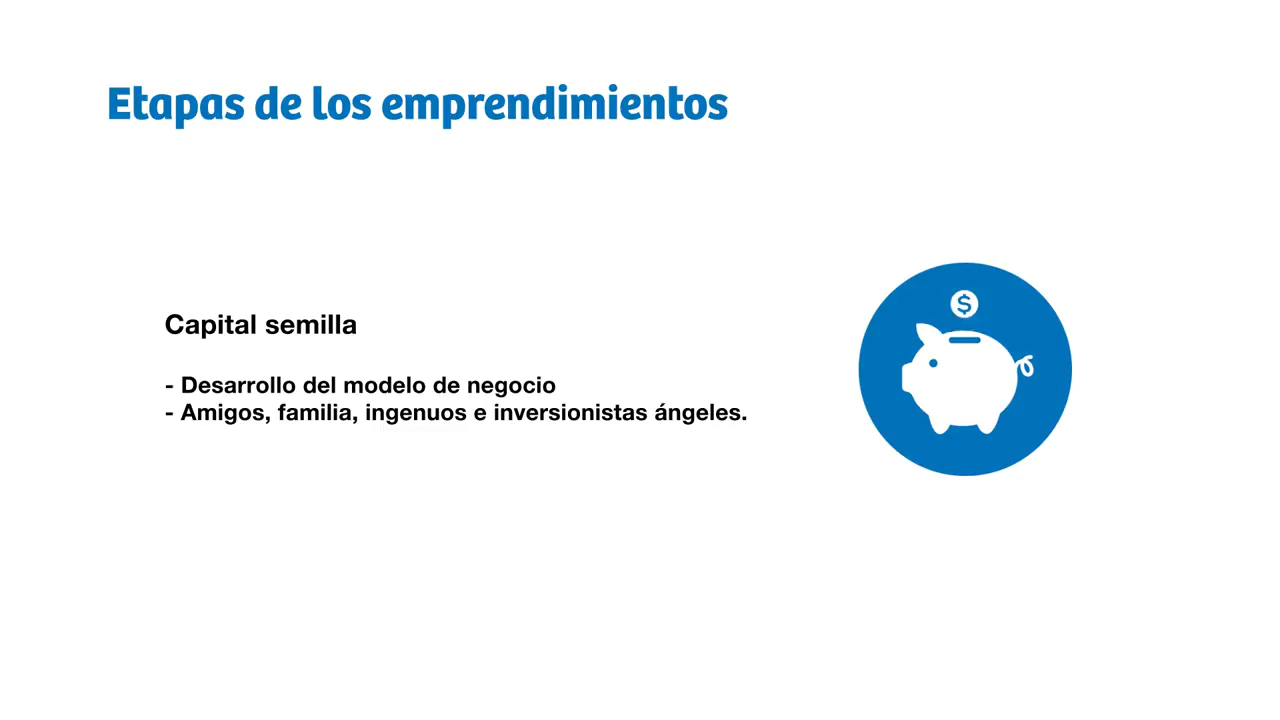 Etapas de los emprendimientos
$
Capital semilla
- Desarrollo del modelo de negocio
- Amigos, familia, ingenuos e inversionistas ángeles.